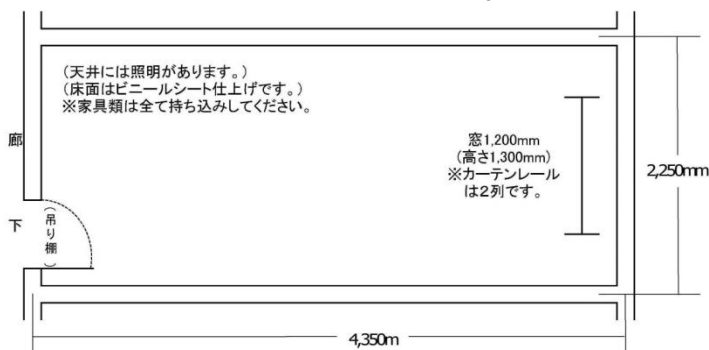 (天井には照明があります。)
(床面はビニールシート仕上げです。)
※家具類は全て持ち込みしてください。
廊下
(吊り棚)
窓1,200mm
(高さ1,300mm)
※カーテンレール
は2列です。
2,250mm
4,350m